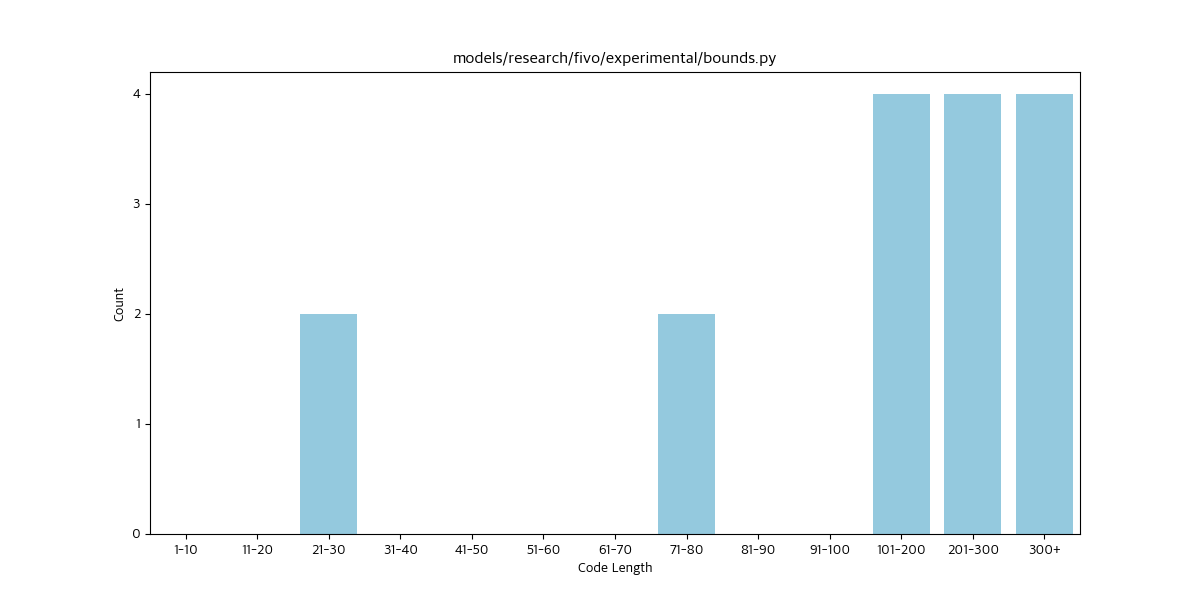 models/research/fivo/experimental/bounds.py
4
3
2
1
0
Count
1-10 11-20 21-30 31-40 41-50 51-60 61-70 71-80 81-90 91-100 101-200 201-300 300+
Code Length